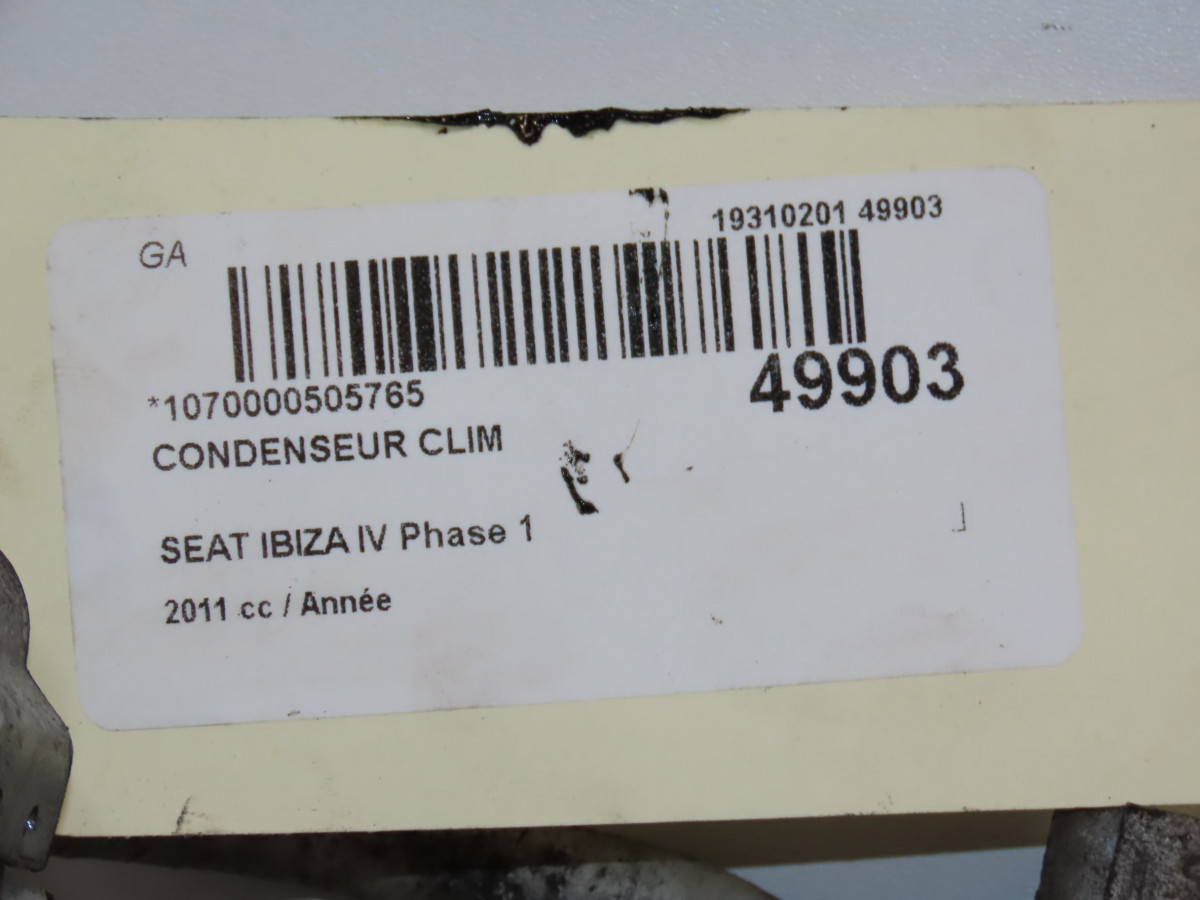 GA
19310201 49903
*1070000505765
49903
CONDENSEUR CLIM
SEAT IBIZA IV Phase 1
2011 cc / Année